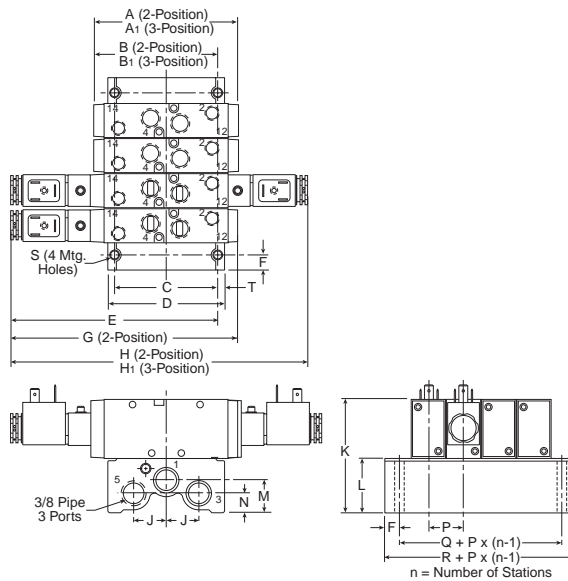 A (2-Position)
A1 (3-Position)
B (2-Position)
B1 (3-Position)
14
2
4
12
14
2
4
12
14
2
4
12
14
2
4
12
S (4 Mtg.
Holes)
F
C
T
D
E
G (2-Position)
H (2-Position)
H1 (3-Position)
1
5
3
3/8 Pipe
3 Ports
J
J
N
M
K
L
F
P
Q + P x (n-1)
R + P x (n-1)
n = Number of Stations